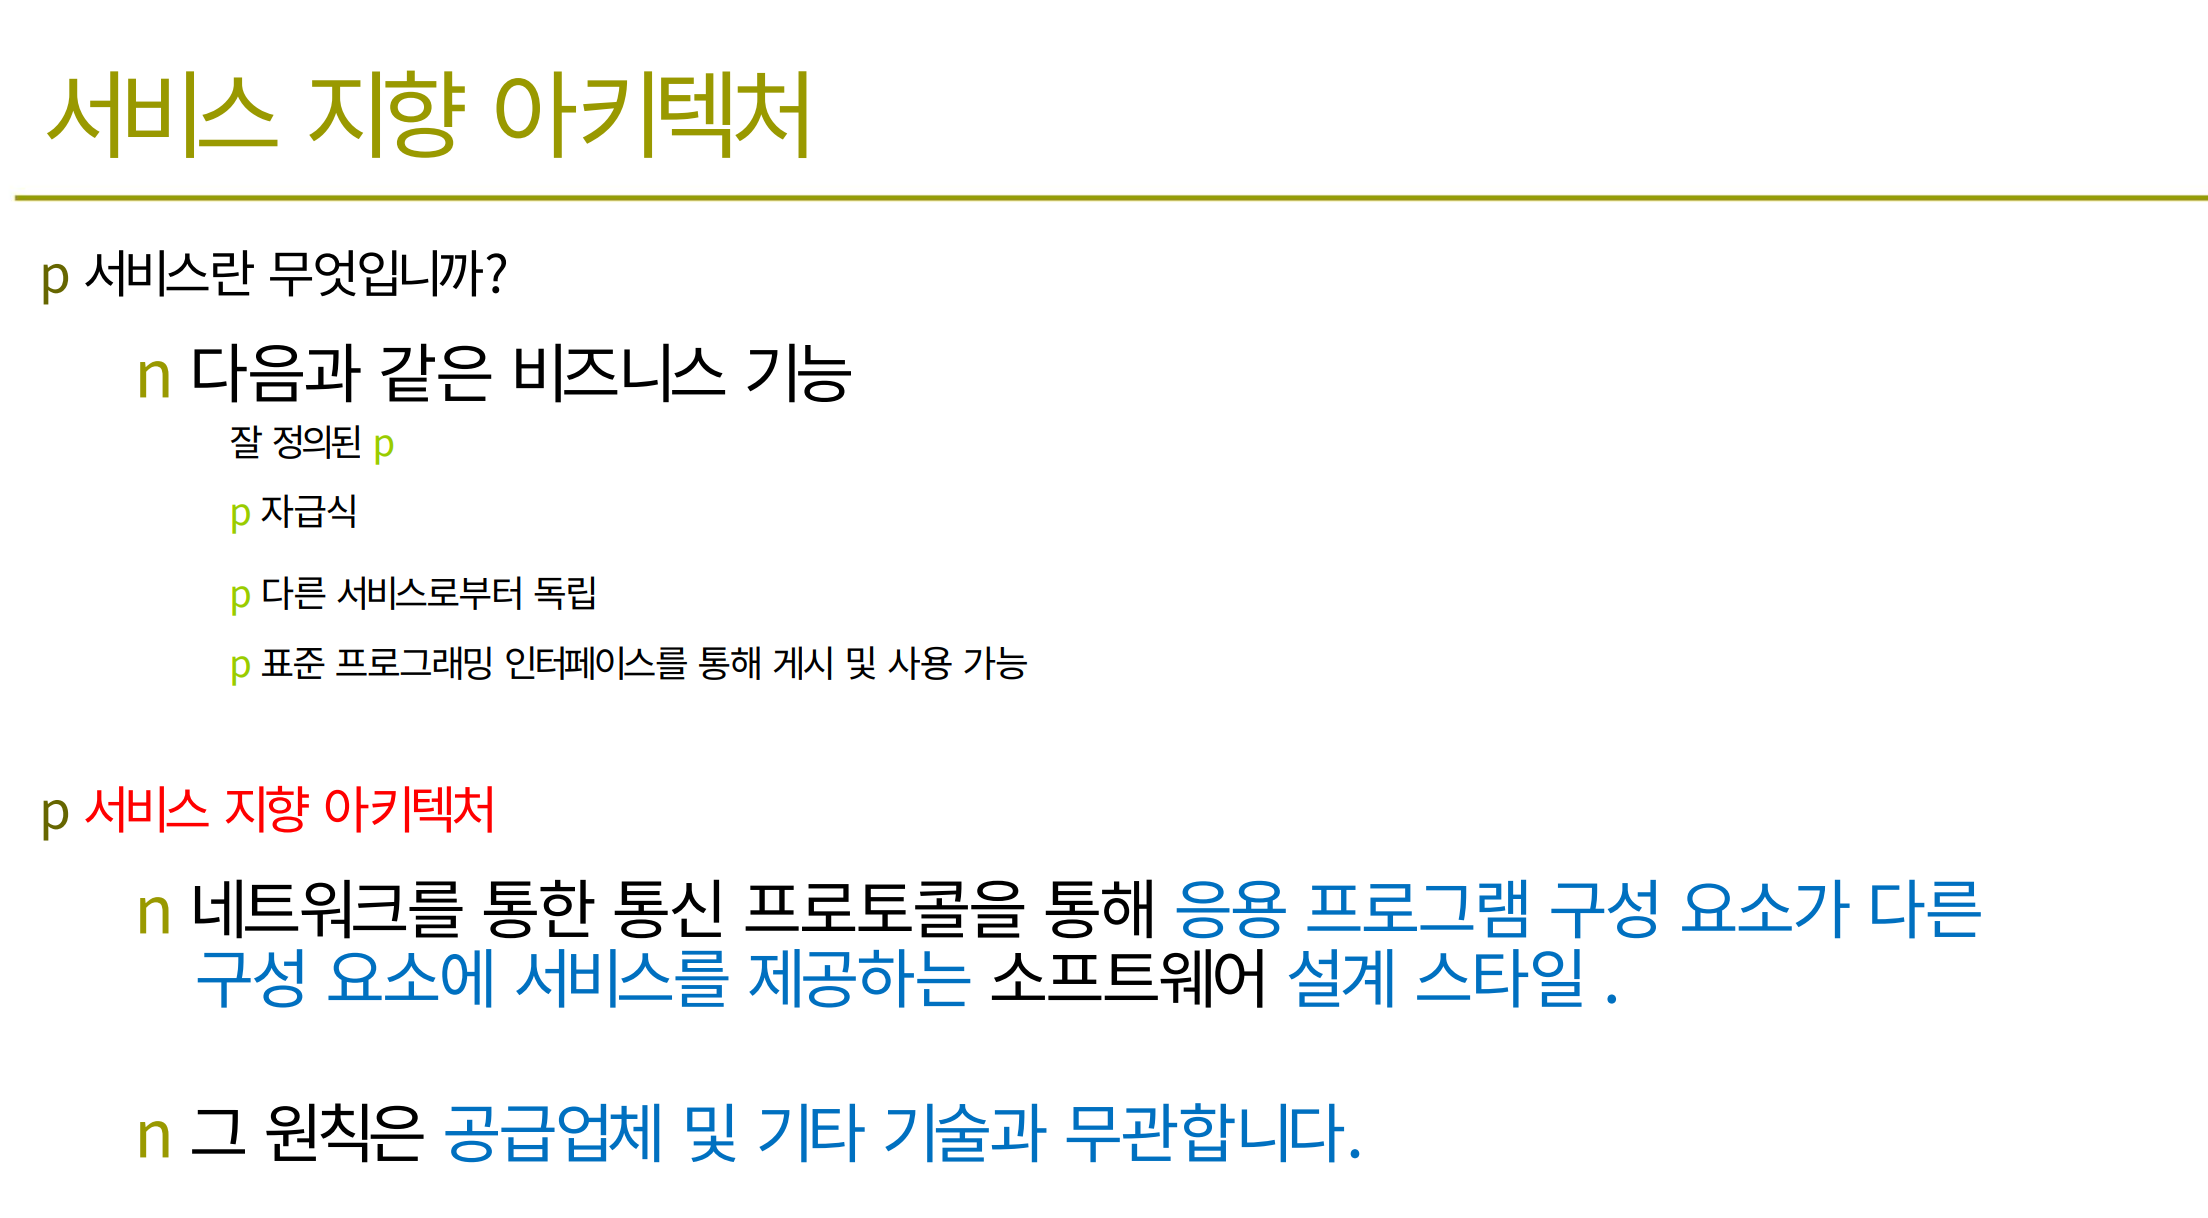 서비스 지향 아키텍처
p 서비스란 무엇입니까?
n 다음과 같은 비즈니스 기능
잘 정의된 p
p 자급식
p 다른 서비스로부터 독립
p 표준 프로그래밍 인터페이스를 통해 게시 및 사용 가능
p 서비스 지향 아키텍처
n 네트워크를 통한 통신 프로토콜을 통해 응용 프로그램 구성 요소가 다른
구성 요소에 서비스를 제공하는 소프트웨어 설계 스타일 .
n 그 원칙은 공급업체 및 기타 기술과 무관합니다.